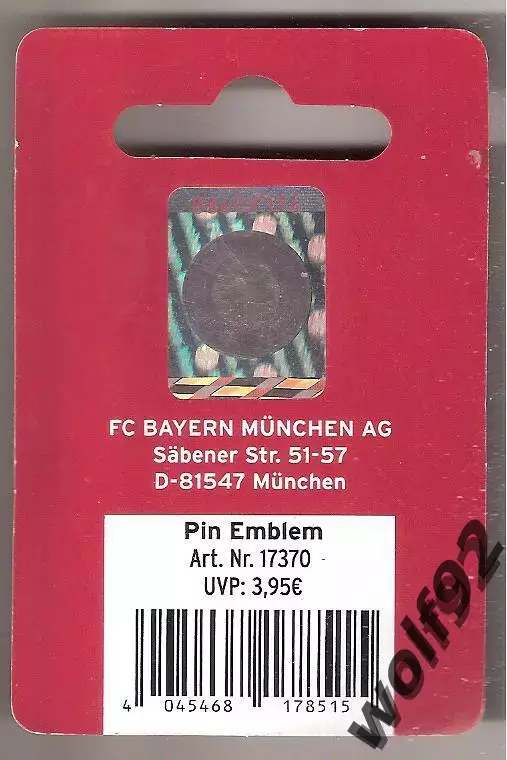 FC BAYERN MÜNCHEN AG
Säbener Str. 51-57
D-81547 München
Pin Emblem
Art. Nr. 17370 -
UVP: 3,95€
4 045468 178515
wolf92